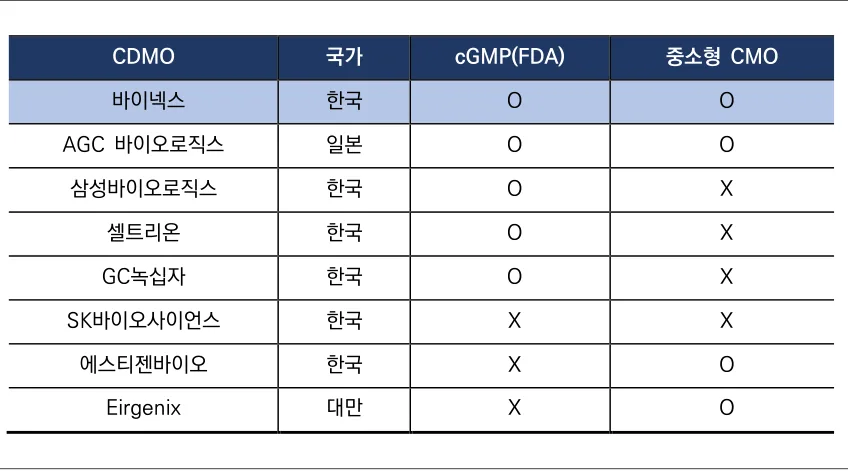 CDMO 국가 cGMP(FDA) 중소형 CMO
바이넥스 한국 O O
AGC 바이오로직스 일본 O O
삼성바이오로직스 한국 O X
셀트리온 한국 O X
GC녹십자 한국 O X
SK바이오사이언스 한국 X X
에스티젠바이오 한국 X O
Eirgenix 대만 X O